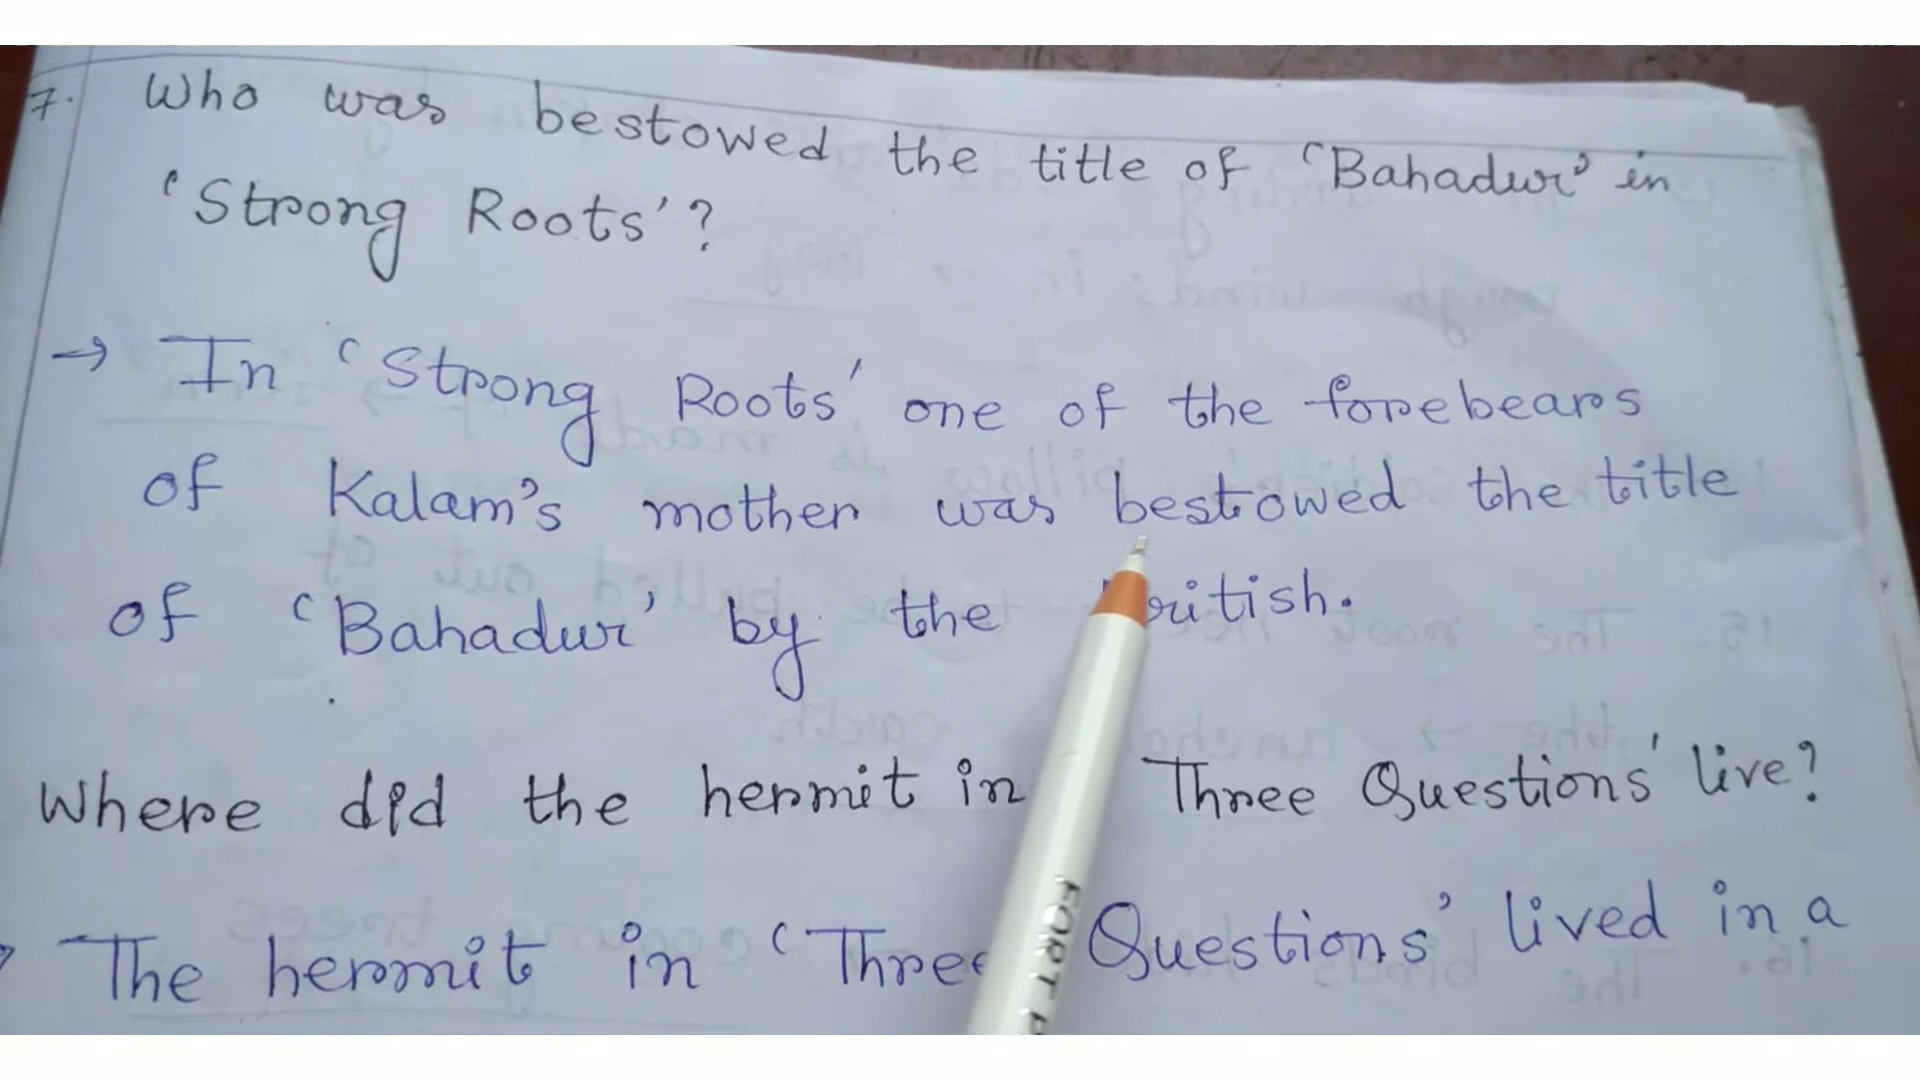 7. Who was bestowed the title of 'Bahadur' in
'Strong Roots'?
→ In 'Strong Roots' one of the forebears
of Kalam's mother was bestowed the title
of 'Bahadur' by the British.
Where did the hermit in Three Questions' live?
The hermit in 'Three Questions' lived in a
FORT